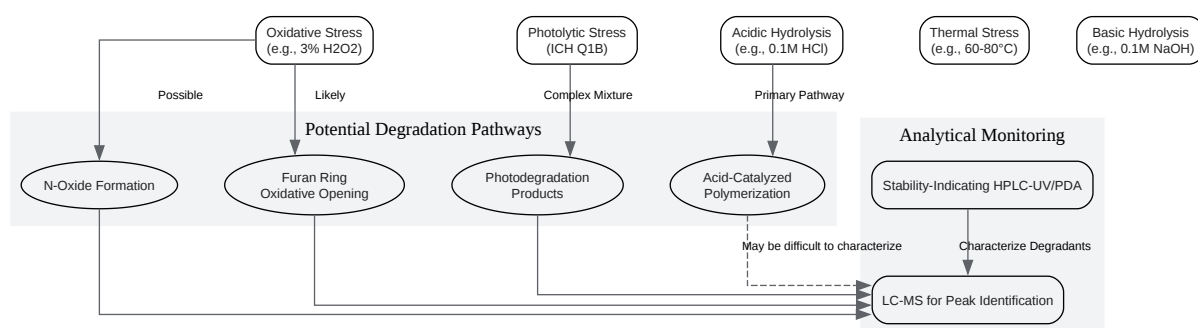 Oxidative Stress
(e.g., 3% H2O2)
Photolytic Stress
(ICH Q1B)
Acidic Hydrolysis
(e.g., 0.1M HCl)
Thermal Stress
(e.g., 60-80°C)
Basic Hydrolysis
(e.g., 0.1M NaOH)
Possible
Likely
Complex Mixture
Primary Pathway
Potential Degradation Pathways
Analytical Monitoring
N-Oxide Formation
Furan Ring
Oxidative Opening
Photodegradation
Products
Acid-Catalyzed
Polymerization
Stability-Indicating HPLC-UV/PDA
May be difficult to characterize
Characterize Degradants
LC-MS for Peak Identification